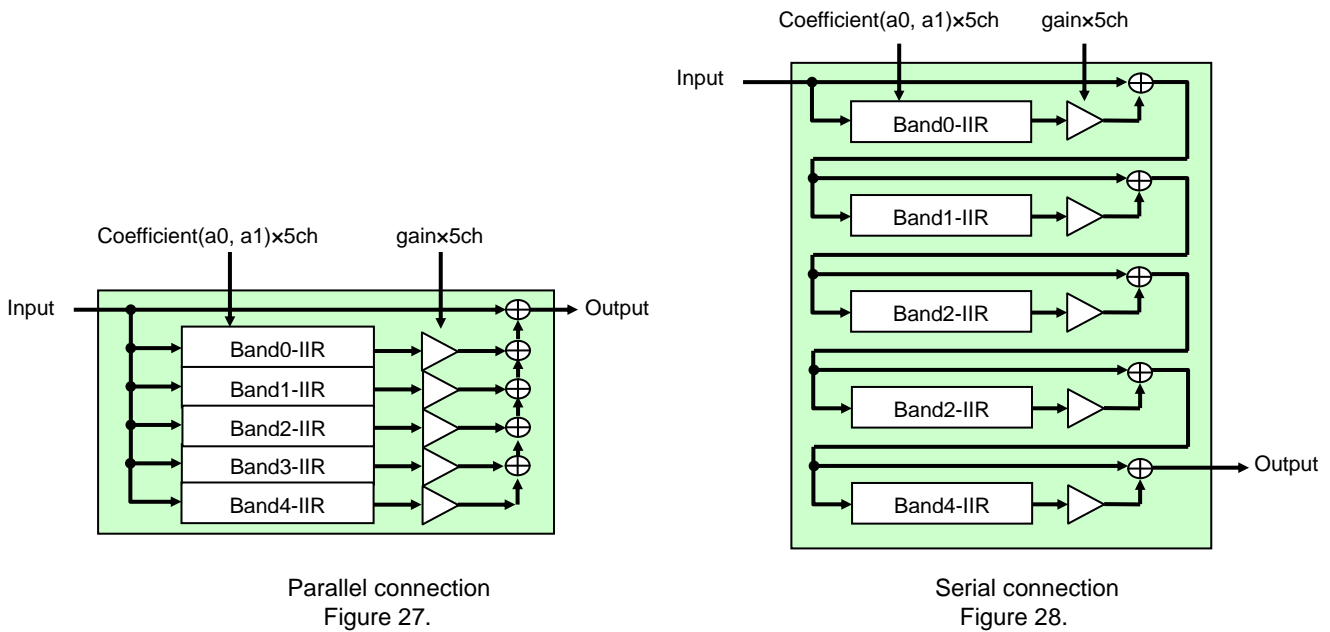 Coefficient(a0, a1)×5ch gain×5ch
Input
Band0-IIR
Band1-IIR
Band2-IIR
Band3-IIR
Band4-IIR
Output
Parallel connection
Figure 27.
Coefficient(a0, a1)×5ch gain×5ch
Input
Band0-IIR
Band1-IIR
Band2-IIR
Band2-IIR
Band4-IIR
Output
Serial connection
Figure 28.